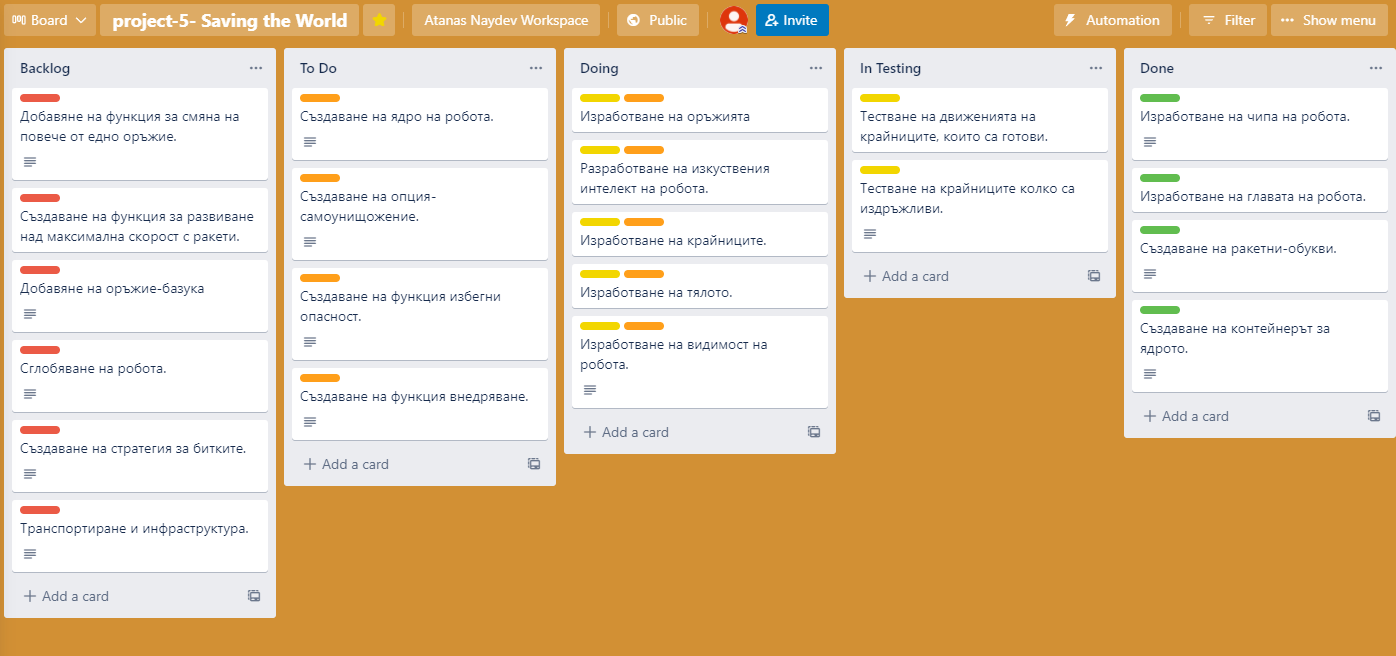 Board
project-5- Saving the World
Atanas Naydev Workspace
Public
Invite
Automation
Filter
Show menu
Backlog
Добавяне на функция за смяна на
повече от едно оръжие.
Създаване на функция за развиване
над максимална скорост с ракети.
Добавяне на оръжие-базука
Сглобяване на робота.
Създаване на стратегия за битките.
Транспортиране и инфраструктура.
Add a card
To Do
Създаване на ядро на робота.
Създаване на опция-
самоунищожение.
Създаване на функция избегни
опасност.
Създаване на функция внедряване.
Add a card
Doing
Изработване на оръжията
Разработване на изкуствения
интелект на робота.
Изработване на крайниците.
Изработване на тялото.
Изработване на видимост на
робота.
Add a card
In Testing
Тестване на движенията на
крайниците, които са готови.
Тестване на крайниците колко са
издръжливи.
Add a card
Done
Изработване на чипа на робота.
Изработване на главата на робота.
Създаване на ракетни-обувки.
Създаване на контейнерът за
ядрото.
Add a card